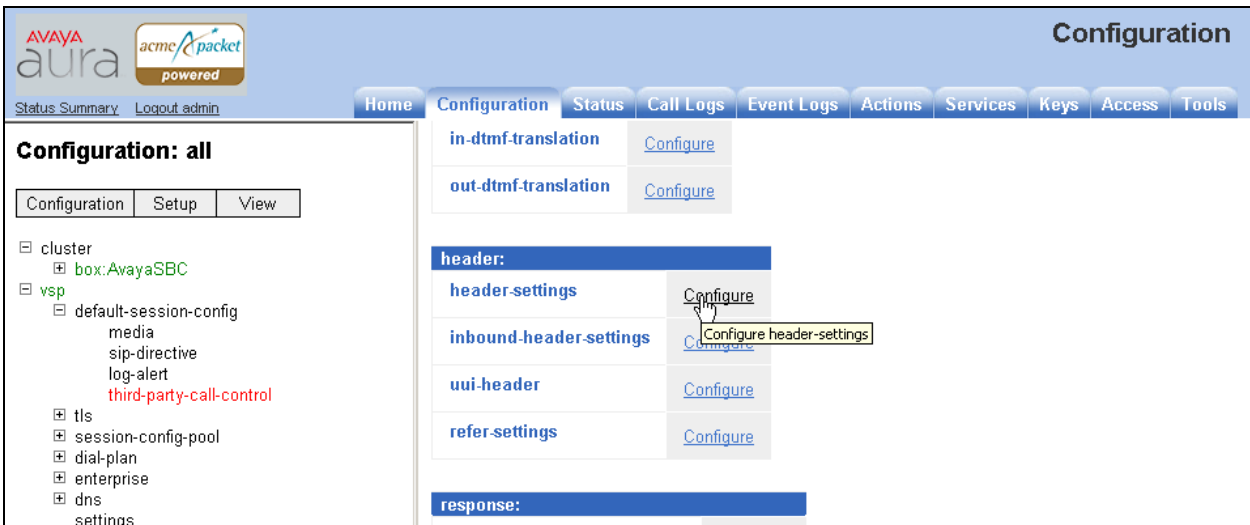 AVAYA
aura
acme packet
powered
Configuration
Status Summary Logout admin
Home Configuration Status Call Logs Event Logs Actions Services Keys Access Tools
Configuration: all
Configuration Setup View
cluster
box:AvayaSBC
vsp
default-session-config
media
sip-directive
log-alert
third-party-call-control
tls
session-config-pool
dial-plan
enterprise
dns
settings
in-dtmf-translation Configure
out-dtmf-translation Configure
header:
header-settings Configure
Configure header-settings
inbound-header-settings Configure
uui-header Configure
refer-settings Configure
response: